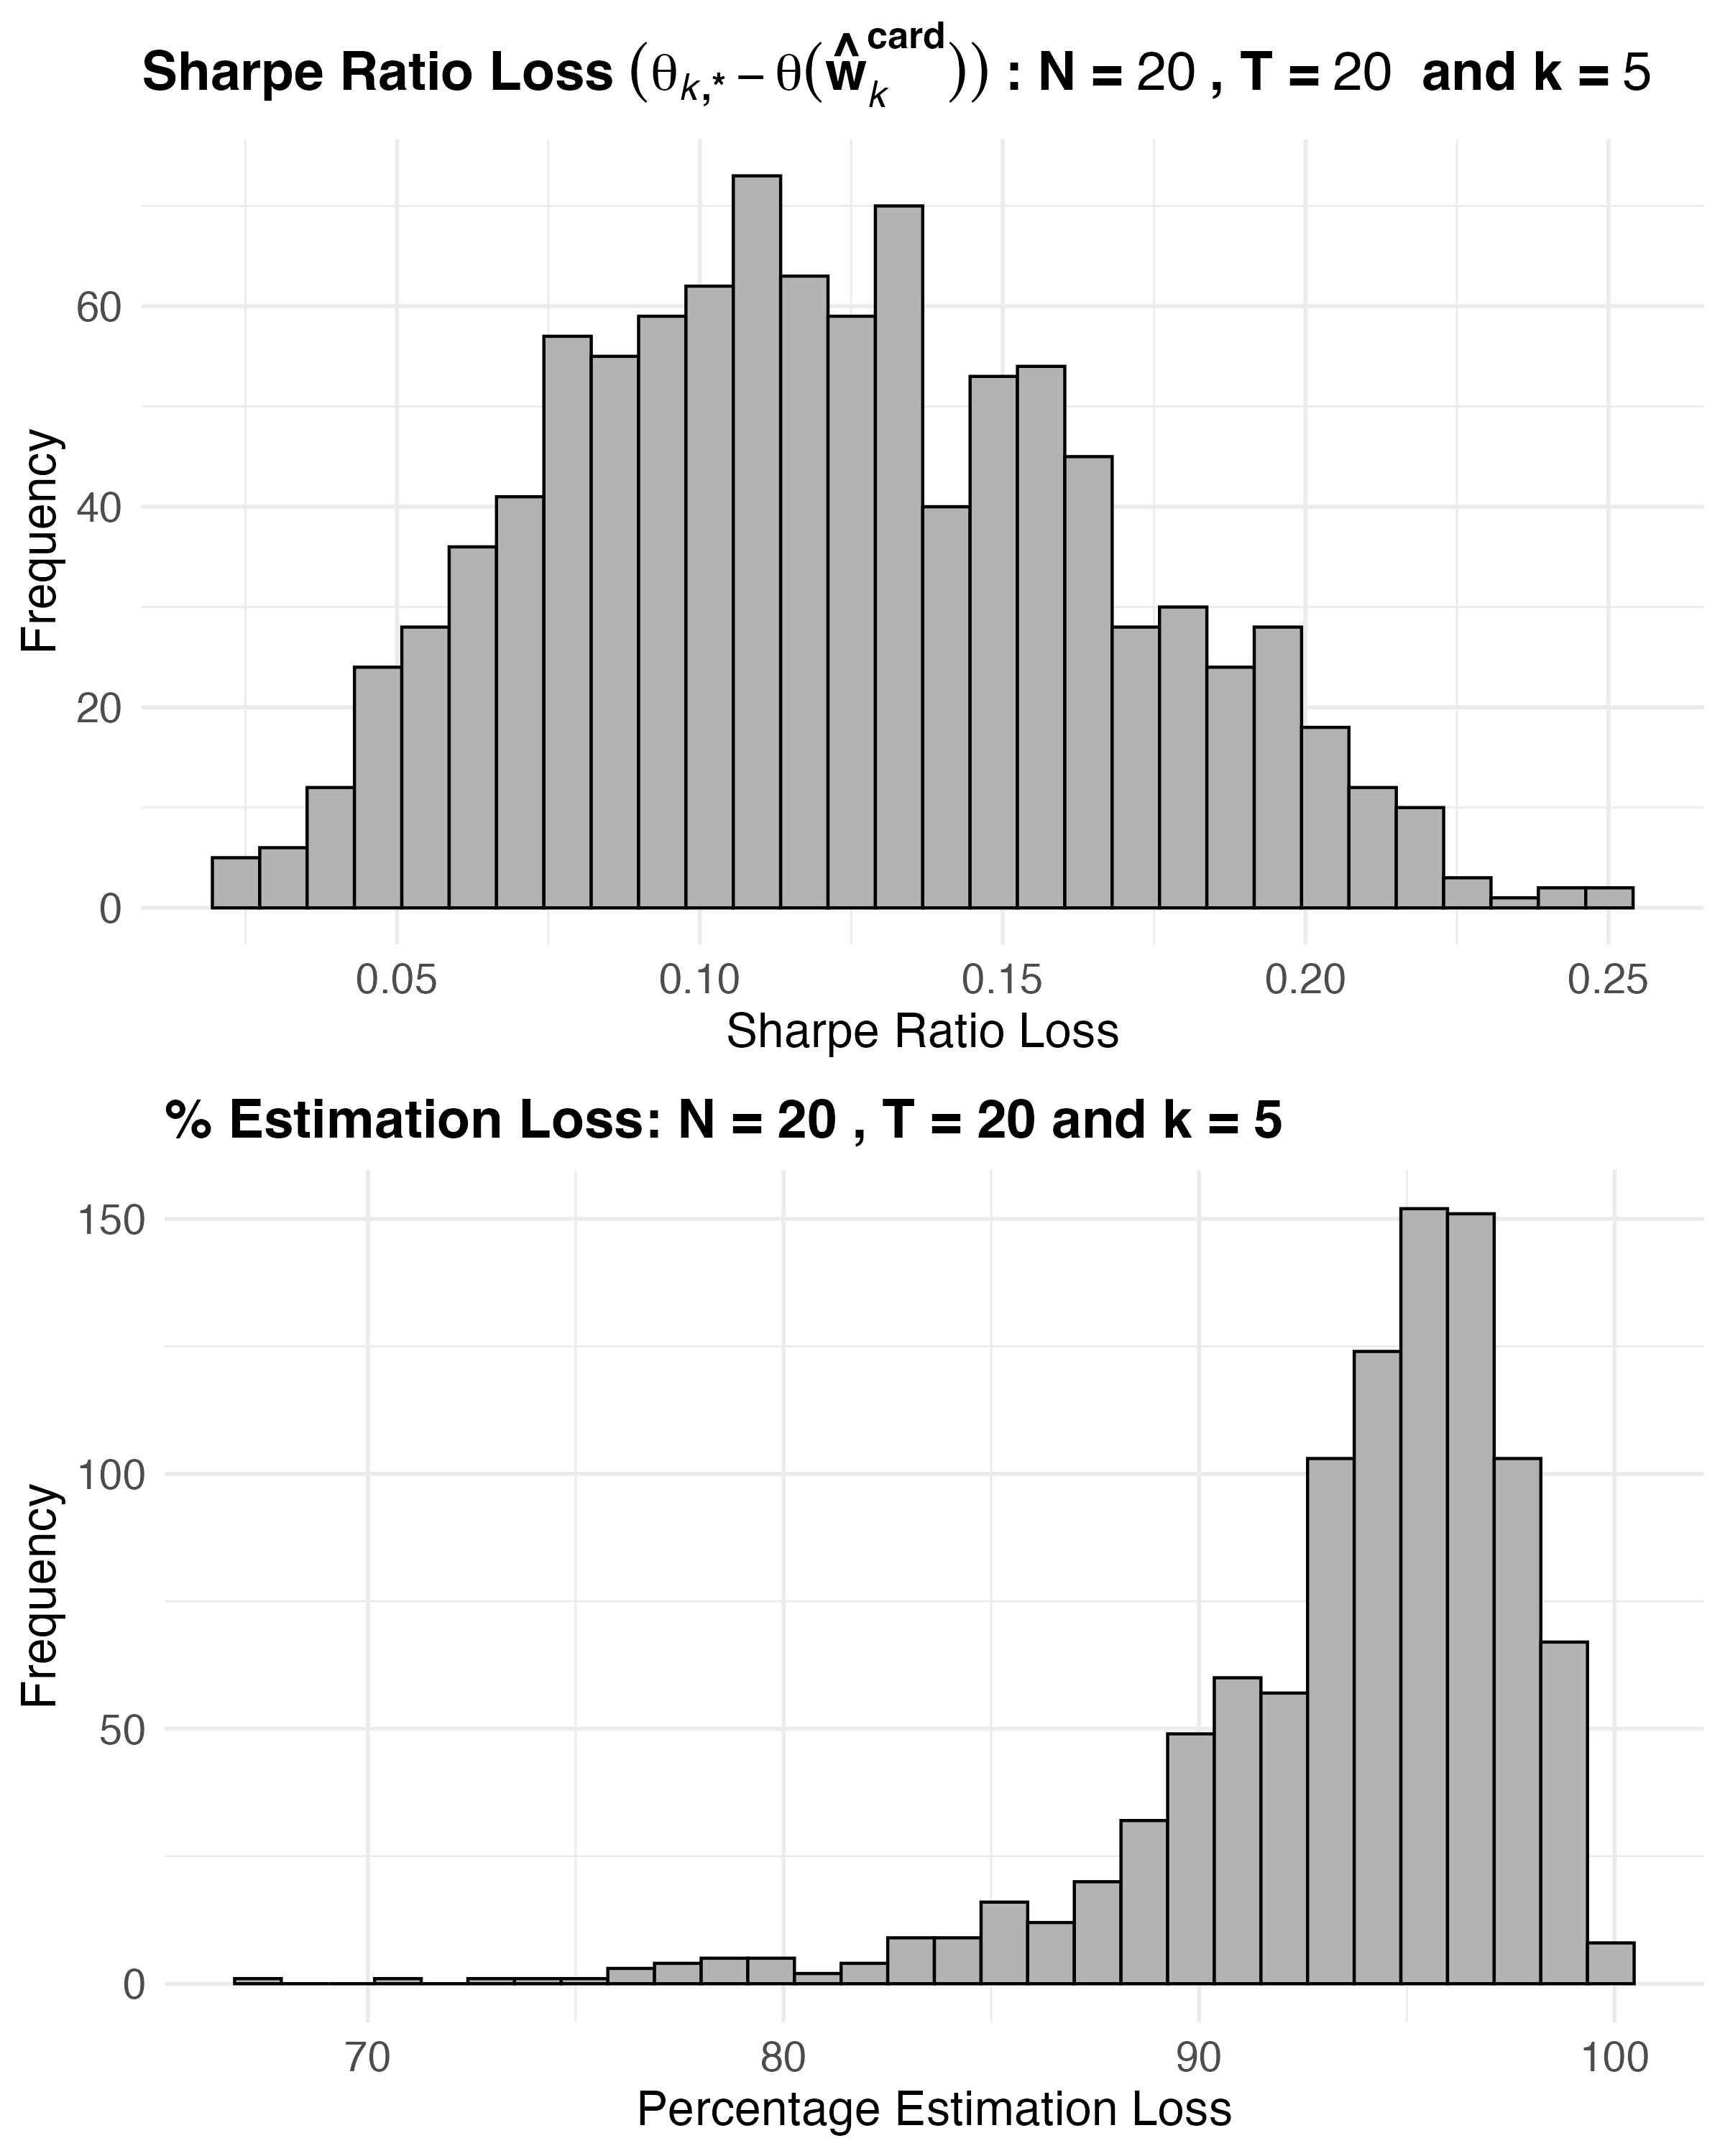 Sharpe Ratio Loss (θk,* − θ(ŵk^card)) : N = 20 , T = 20 and k = 5
Frequency
60
40
20
0
0.05 0.10 0.15 0.20 0.25
Sharpe Ratio Loss
% Estimation Loss: N = 20 , T = 20 and k = 5
Frequency
150
100
50
0
70 80 90 100
Percentage Estimation Loss